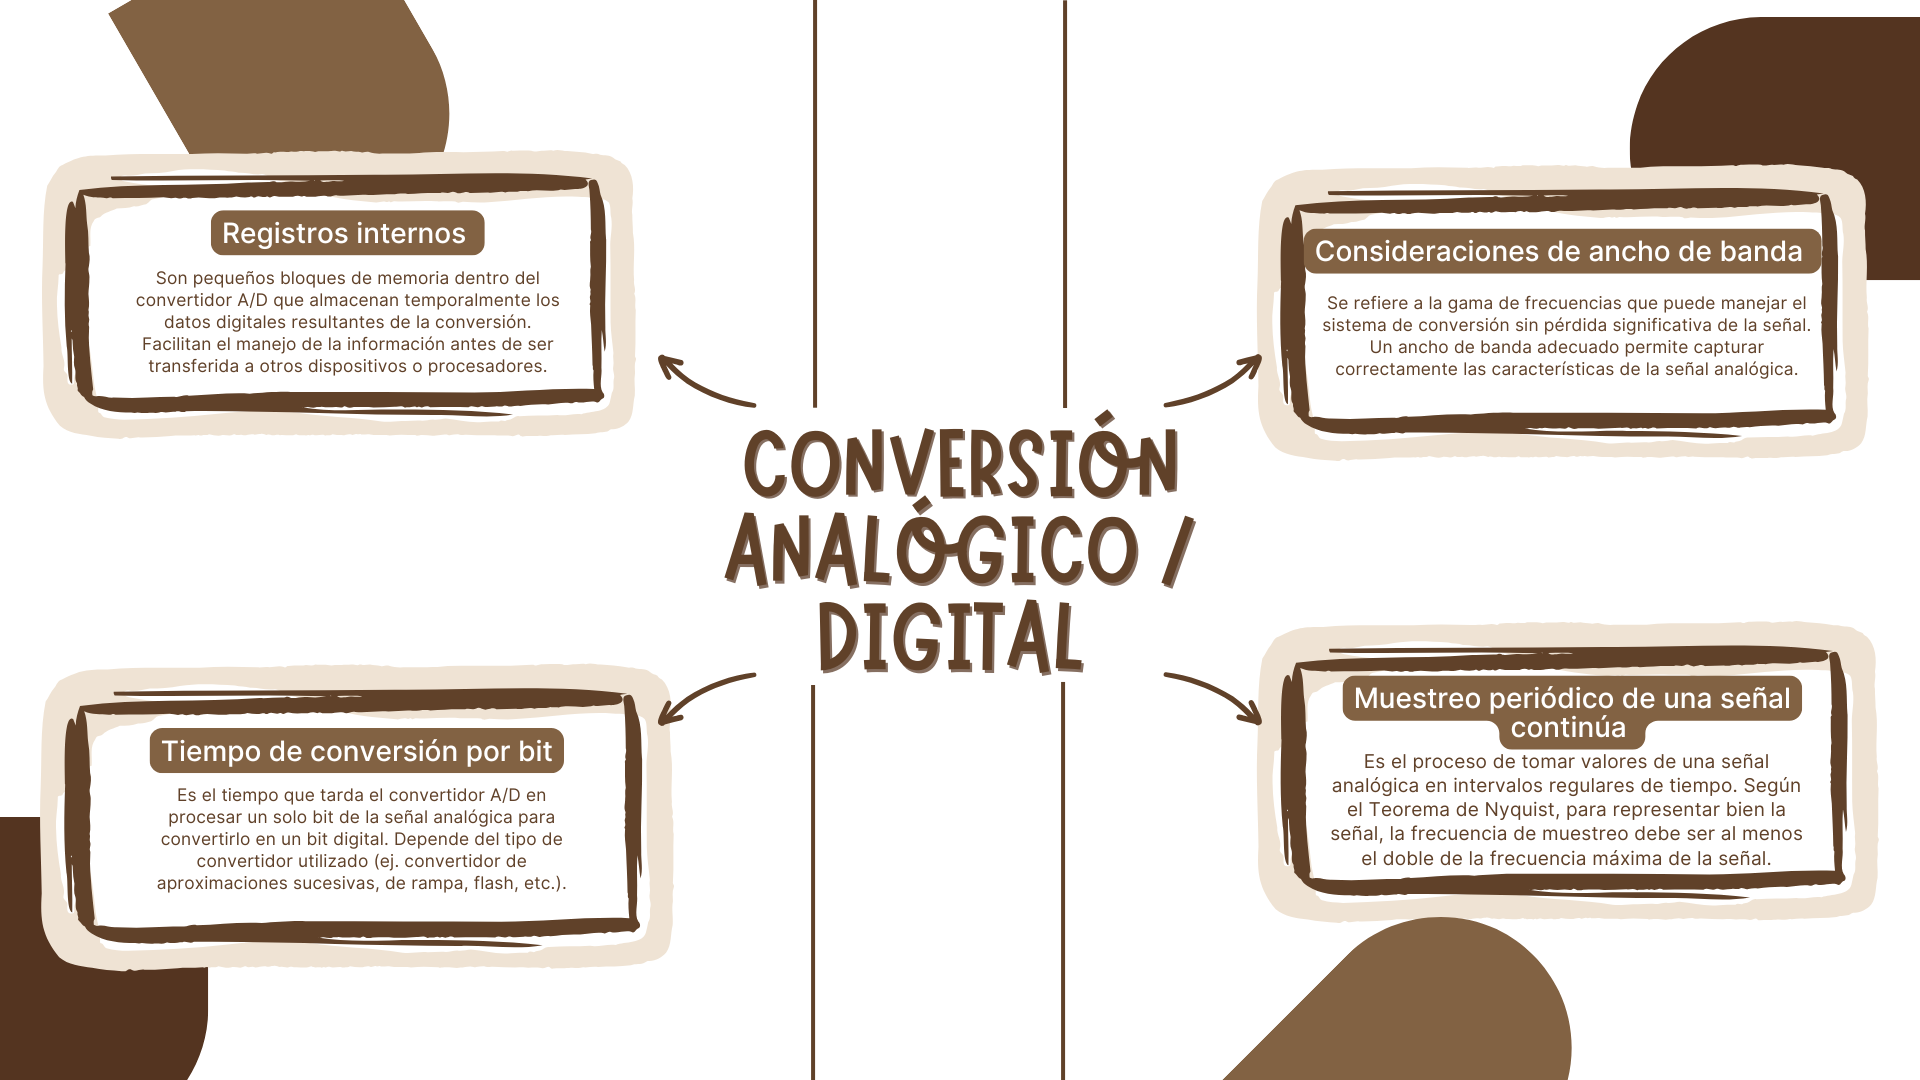 Registros internos
Son pequeños bloques de memoria dentro del
convertidor A/D que almacenan temporalmente los
datos digitales resultantes de la conversión.
Facilitan el manejo de la información antes de ser
transferida a otros dispositivos o procesadores.
Consideraciones de ancho de banda
Se refiere a la gama de frecuencias que puede manejar el
sistema de conversión sin pérdida significativa de la señal.
Un ancho de banda adecuado permite capturar
correctamente las características de la señal analógica.
CONVERSIÓN
ANALÓGICO /
DIGITAL
Tiempo de conversión por bit
Es el tiempo que tarda el convertidor A/D en
procesar un solo bit de la señal analógica para
convertirlo en un bit digital. Depende del tipo de
convertidor utilizado (ej. convertidor de
aproximaciones sucesivas, de rampa, flash, etc.).
Muestreo periódico de una señal
continúa
Es el proceso de tomar valores de una señal
analógica en intervalos regulares de tiempo. Según
el Teorema de Nyquist, para representar bien la
señal, la frecuencia de muestreo debe ser al menos
el doble de la frecuencia máxima de la señal.